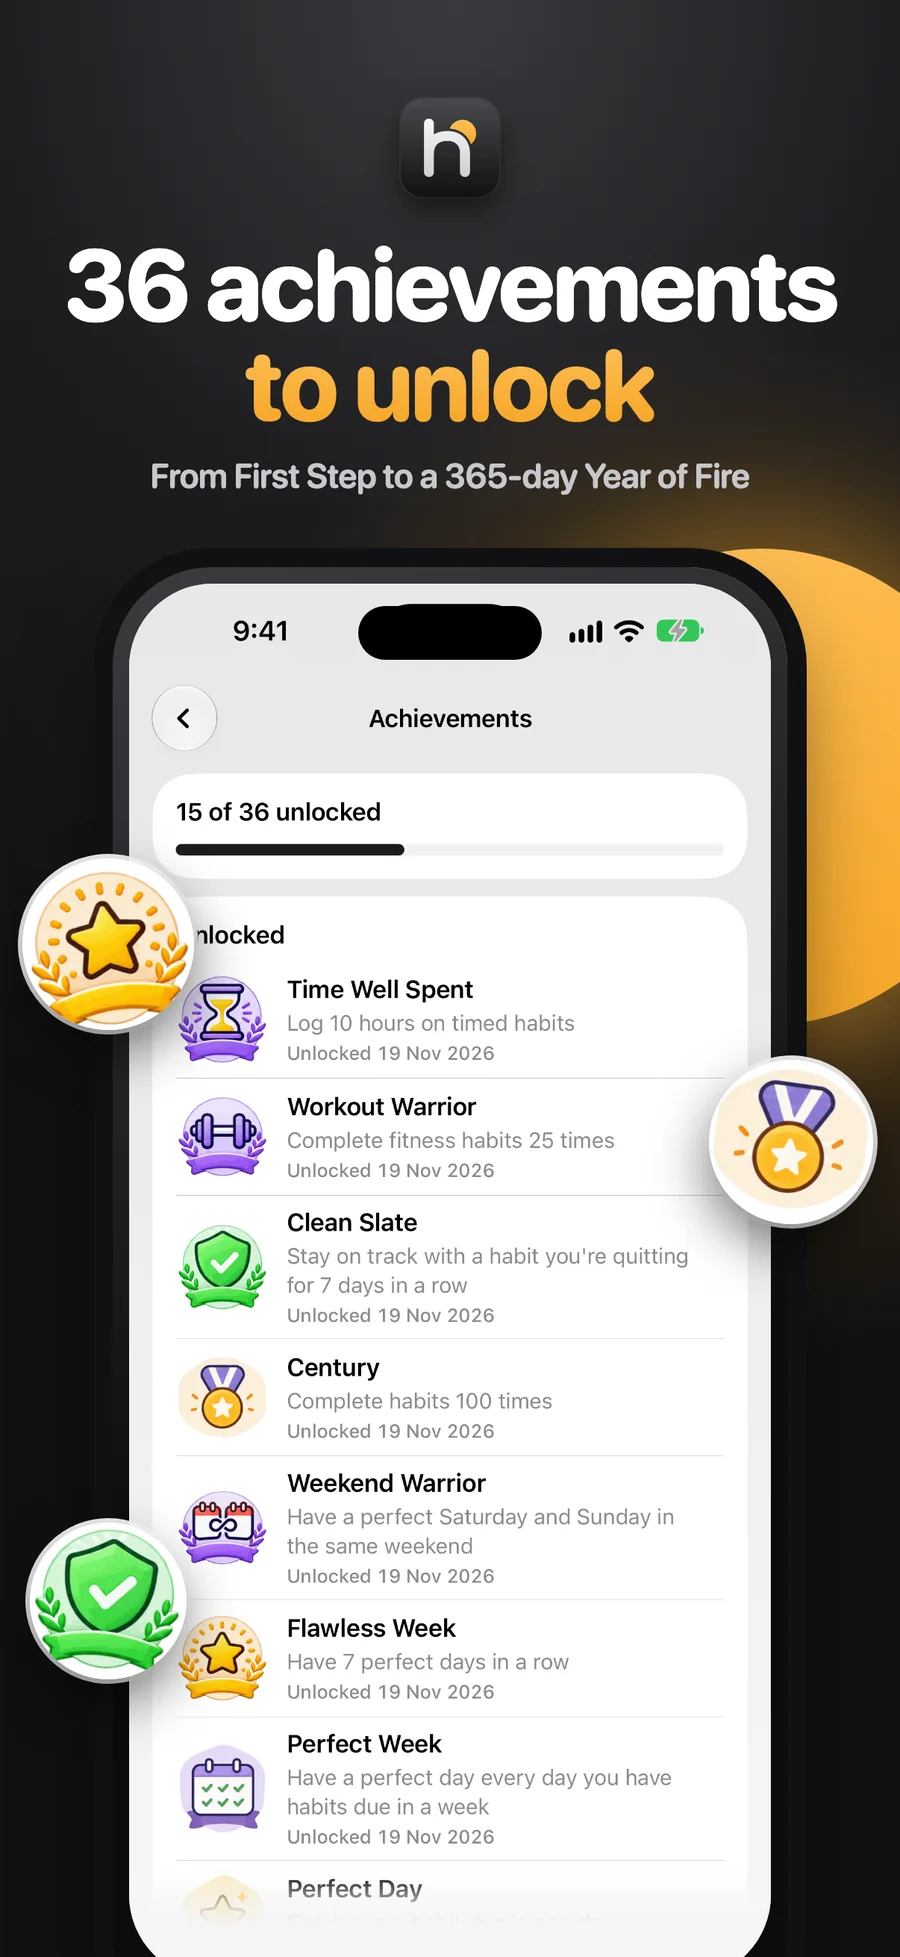 h
36 achievements
to unlock
From First Step to a 365-day Year of Fire
9:41
Achievements
15 of 36 unlocked
nlocked
Time Well Spent
Log 10 hours on timed habits
Unlocked 19 Nov 2026
Workout Warrior
Complete fitness habits 25 times
Unlocked 19 Nov 2026
Clean Slate
Stay on track with a habit you're quitting
for 7 days in a row
Unlocked 19 Nov 2026
Century
Complete habits 100 times
Unlocked 19 Nov 2026
Weekend Warrior
Have a perfect Saturday and Sunday in
the same weekend
Unlocked 19 Nov 2026
Flawless Week
Have 7 perfect days in a row
Unlocked 19 Nov 2026
Perfect Week
Have a perfect day every day you have
habits due in a week
Unlocked 19 Nov 2026
Perfect Day